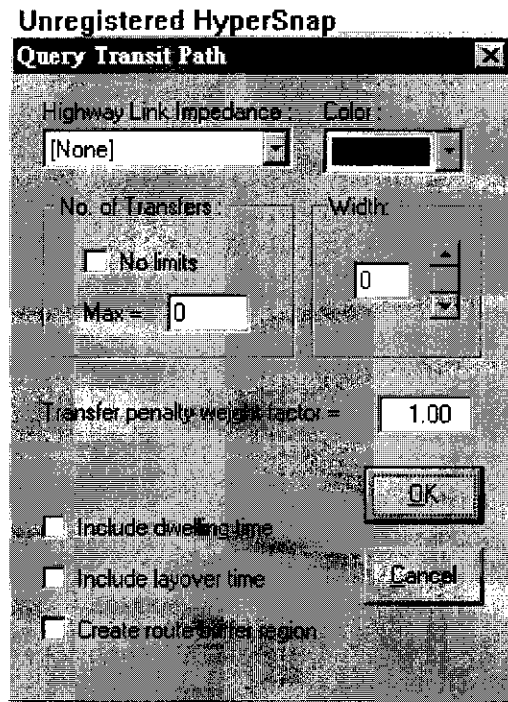 Unregistered HyperSnap
Query Transit Path
Highway Link Impedance : Color :
[None]
No. of Transfers : Width:
No limits
0
Max = 0
Transfer penalty weight factor = 1.00
OK
Include dwelling time
Include layover time
Cancel
Create route buffer region